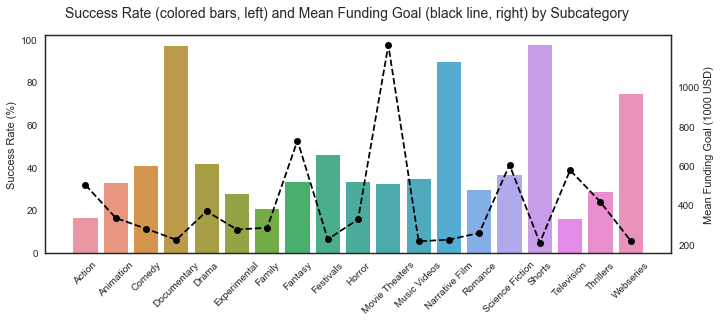 Success Rate (colored bars, left) and Mean Funding Goal (black line, right) by Subcategory
Success Rate (%)
100
80
60
40
20
0
1000
800
600
400
200
Mean Funding Goal (1000 USD)
Action
Animation
Comedy
Documentary
Drama
Experimental
Family
Fantasy
Festivals
Horror
Movie Theaters
Music Videos
Narrative Film
Romance
Science Fiction
Shorts
Television
Thrillers
Webseries